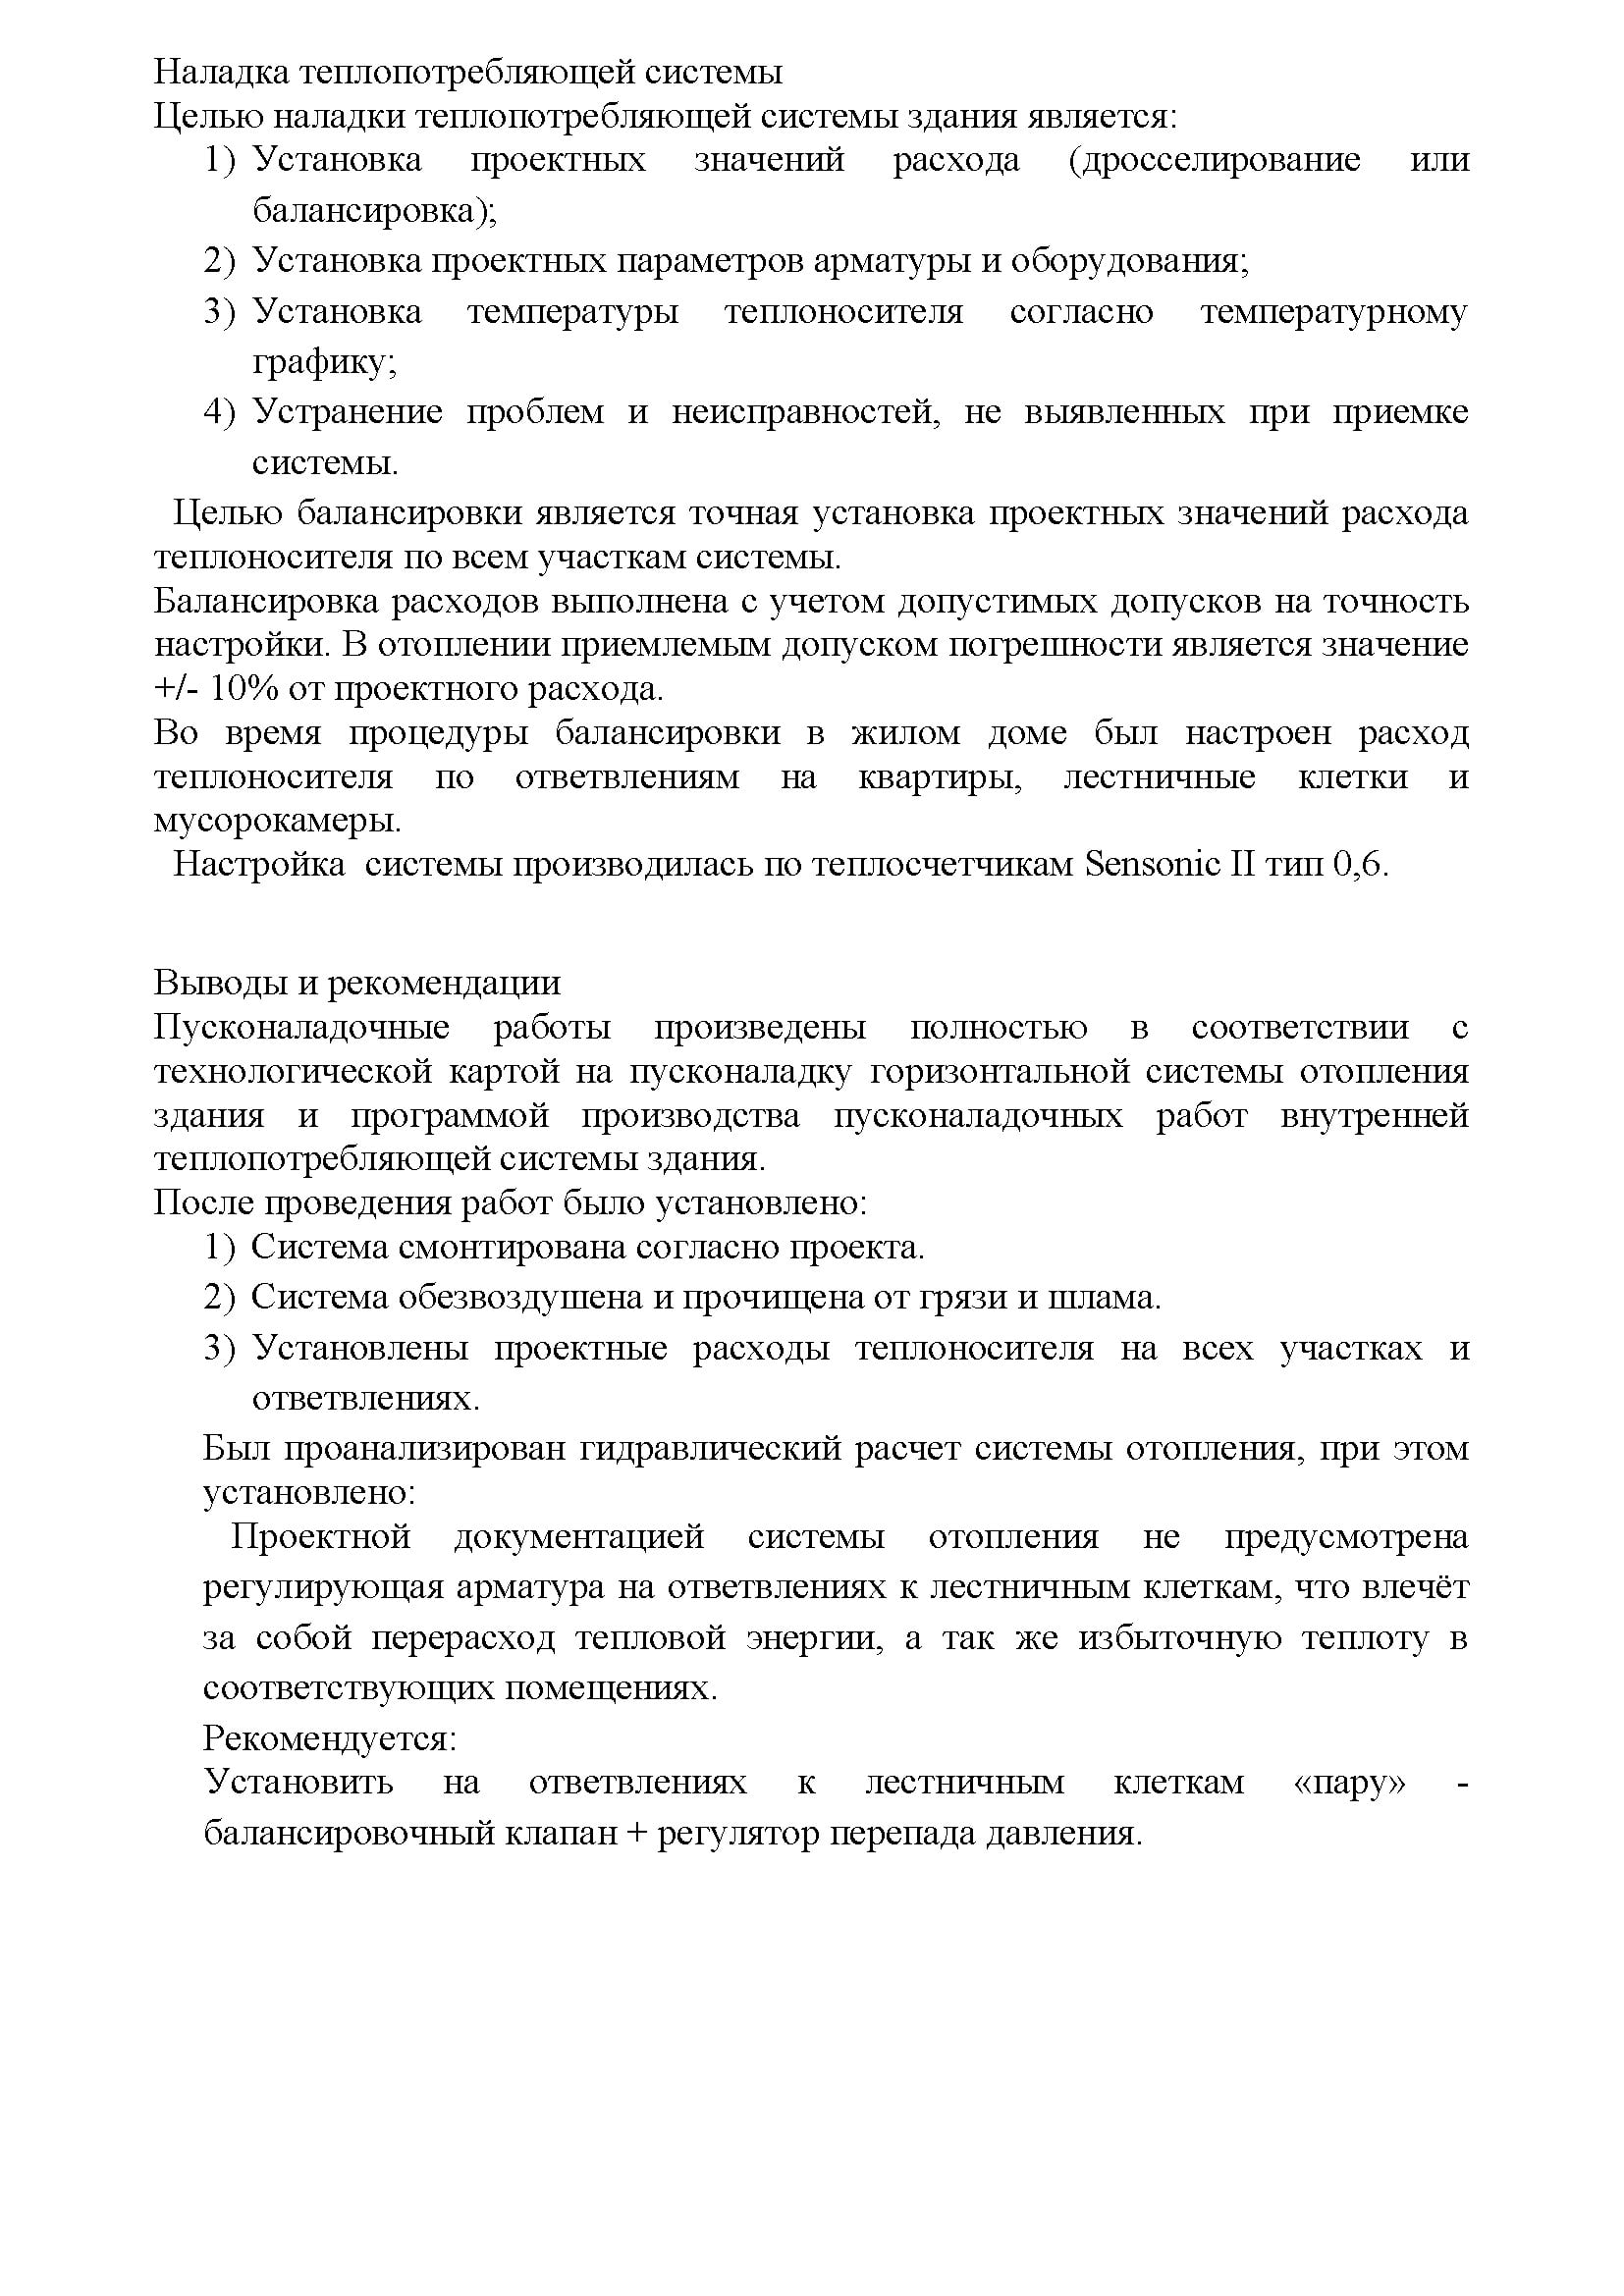 Наладка теплопотребляющей системы
Целью наладки теплопотребляющей системы здания является:
1) Установка проектных значений расхода (дросселирование или
балансировка);
2) Установка проектных параметров арматуры и оборудования;
3) Установка температуры теплоносителя согласно температурному
графику;
4) Устранение проблем и неисправностей, не выявленных при приемке
системы.
Целью балансировки является точная установка проектных значений расхода
теплоносителя по всем участкам системы.
Балансировка расходов выполнена с учетом допустимых допусков на точность
настройки. В отоплении приемлемым допуском погрешности является значение
+/- 10% от проектного расхода.
Во время процедуры балансировки в жилом доме был настроен расход
теплоносителя по ответвлениям на квартиры, лестничные клетки и
мусорокамеры.
Настройка системы производилась по теплосчетчикам Sensonic II тип 0,6.
Выводы и рекомендации
Пусконаладочные работы произведены полностью в соответствии с
технологической картой на пусконаладку горизонтальной системы отопления
здания и программой производства пусконаладочных работ внутренней
теплопотребляющей системы здания.
После проведения работ было установлено:
1) Система смонтирована согласно проекта.
2) Система обезвоздушена и прочищена от грязи и шлама.
3) Установлены проектные расходы теплоносителя на всех участках и
ответвлениях.
Был проанализирован гидравлический расчет системы отопления, при этом
установлено:
Проектной документацией системы отопления не предусмотрена
регулирующая арматура на ответвлениях к лестничным клеткам, что влечёт
за собой перерасход тепловой энергии, а так же избыточную теплоту в
соответствующих помещениях.
Рекомендуется:
Установить на ответвлениях к лестничным клеткам «пару» -
балансировочный клапан + регулятор перепада давления.